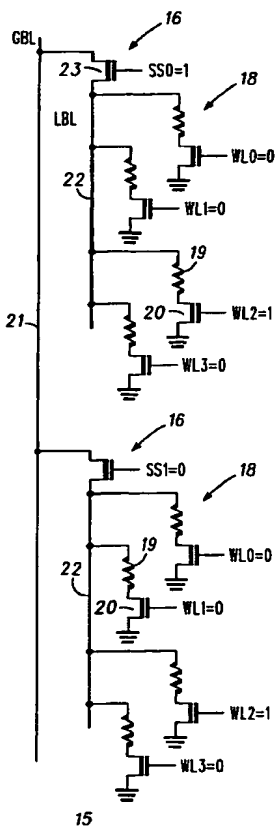 GBL
16
23
SS0=1
18
LBL
WL0=0
22
WL1=0
19
20
WL2=1
21
WL3=0
16
SS1=0
18
19
WL0=0
22
20
WL1=0
WL2=1
WL3=0
15